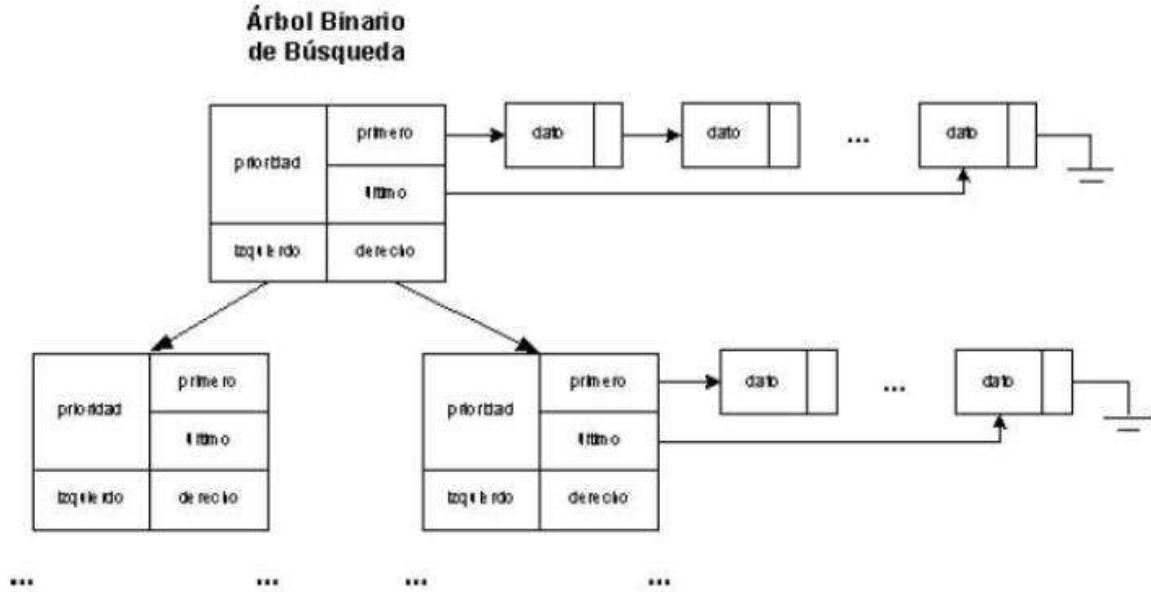 Árbol Binario
de Búsqueda
prioridad
primero
último
izquierdo
derecho
dato
dato
...
dato
prioridad
primero
último
izquierdo
derecho
prioridad
primero
último
izquierdo
derecho
dato
...
dato
...
...
...
...